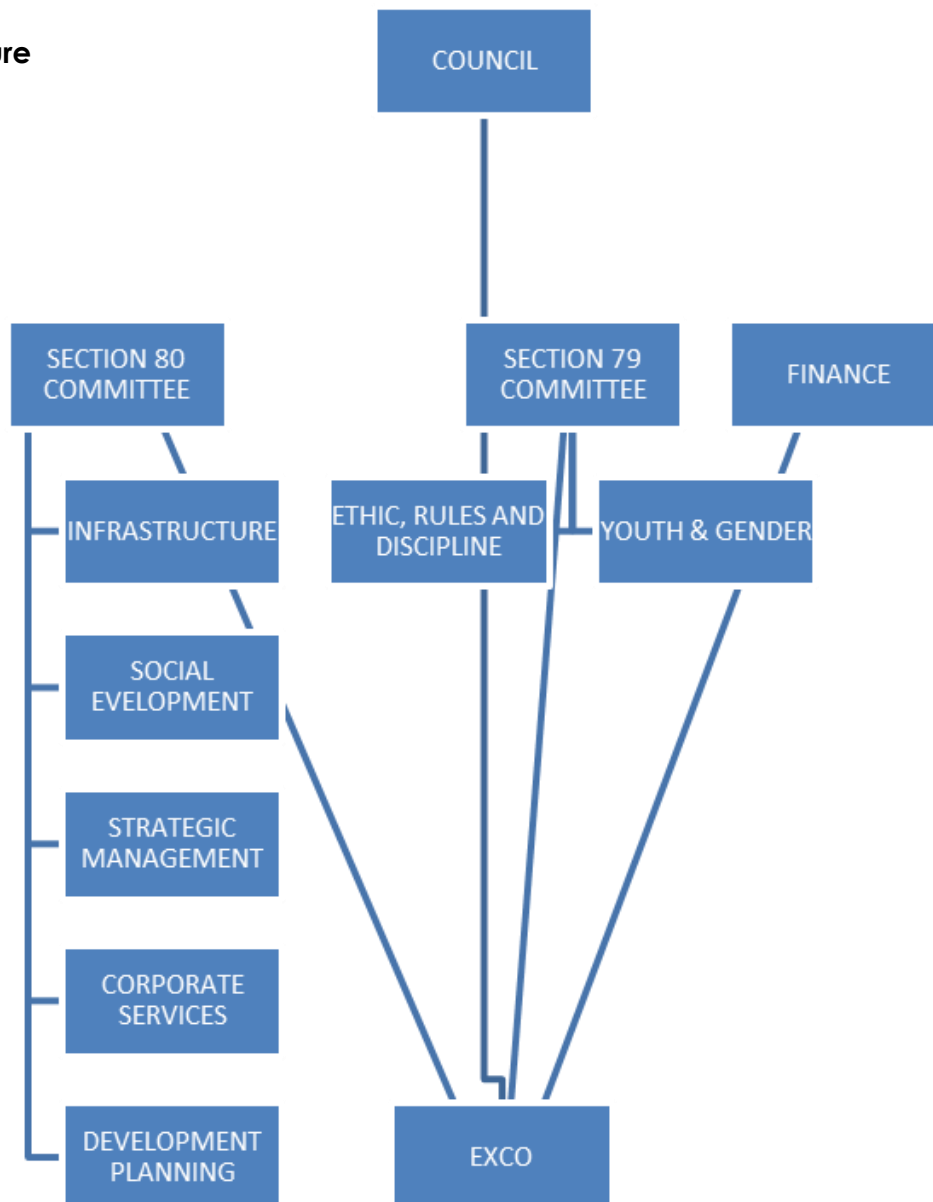 ure
COUNCIL
SECTION 80
COMMITTEE
SECTION 79
COMMITTEE
FINANCE
INFRASTRUCTURE
ETHIC, RULES AND
DISCIPLINE
YOUTH & GENDER
SOCIAL
EVELOPMENT
STRATEGIC
MANAGEMENT
CORPORATE
SERVICES
DEVELOPMENT
PLANNING
EXCO